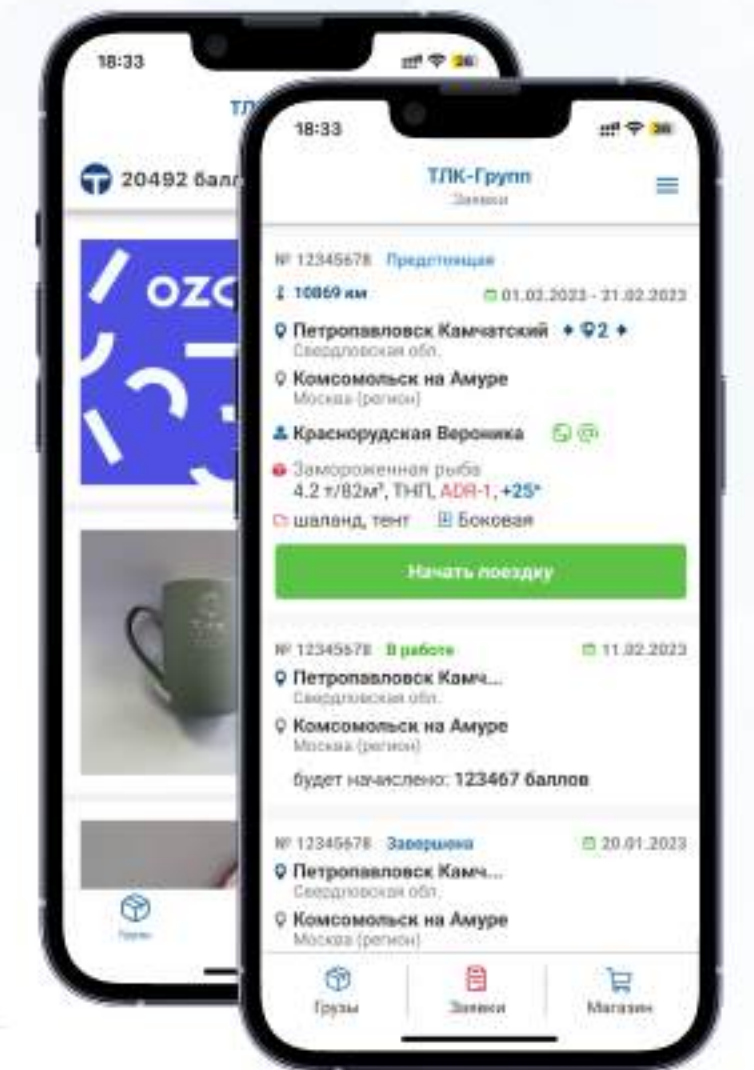 18:33
36
ТЛ
20492 балл
ozo
Грузы
18:33
36
ТЛК-Групп
Заявки
№ 12345678 Предстоящая
10869 км 01.02.2023 - 21.02.2023
Петропавловск Камчатский 2
Свердловская обл.
Комсомольск на Амуре
Москва (регион)
Краснорудская Вероника
Замороженная рыба
4.2 т/82м³, ТНП, ADR-1, +25°
шаланд, тент Боковая
Начать поездку
№ 12345678 В работе 11.02.2023
Петропавловск Камч...
Свердловская обл.
Комсомольск на Амуре
Москва (регион)
будет начислено: 123467 баллов
№ 12345678 Завершена 20.01.2023
Петропавловск Камч...
Свердловская обл.
Комсомольск на Амуре
Москва (регион)
Грузы Заявки Магазин